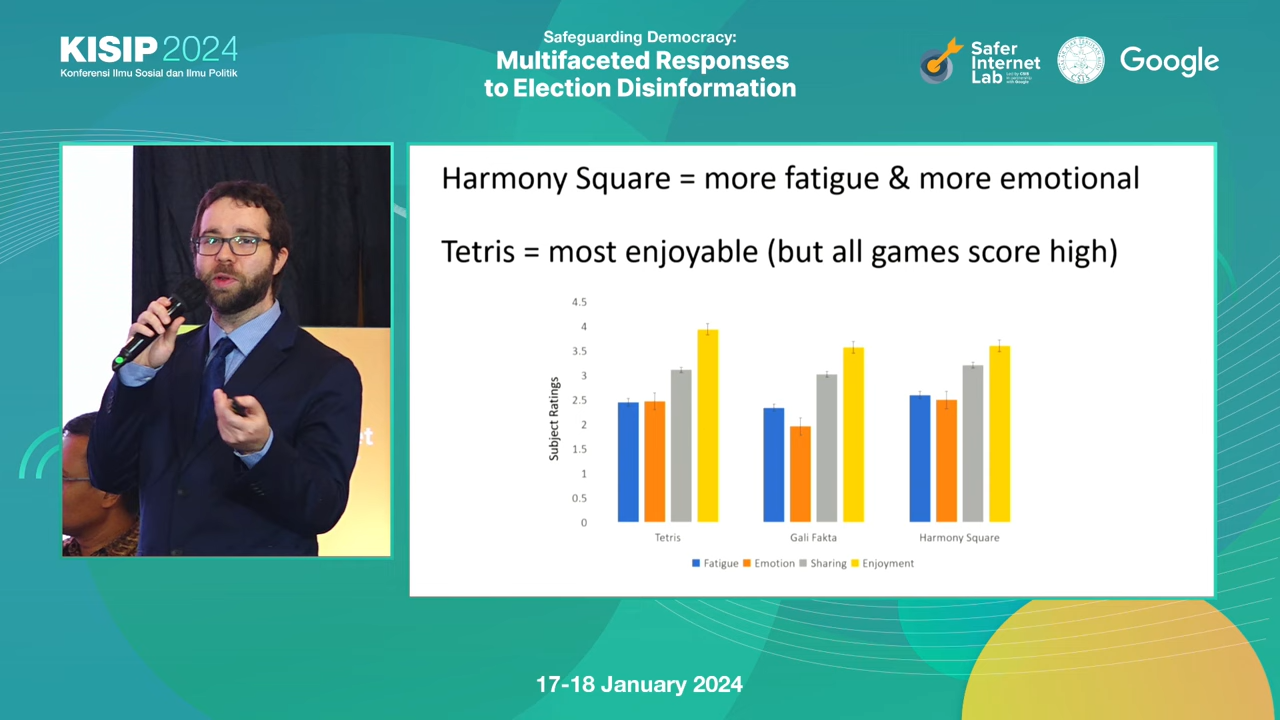 KISIP 2024
Konferensi Ilmu Sosial dan Ilmu Politik
Safeguarding Democracy:
Multifaceted Responses
to Election Disinformation
Safer
Internet
Lab
Google
Harmony Square = more fatigue & more emotional
Tetris = most enjoyable (but all games score high)
4.5
4
3.5
3
2.5
2
1.5
1
0.5
0
Subject Ratings
Tetris
Gali Fakta
Harmony Square
Fatigue
Emotion
Sharing
Enjoyment
17-18 January 2024